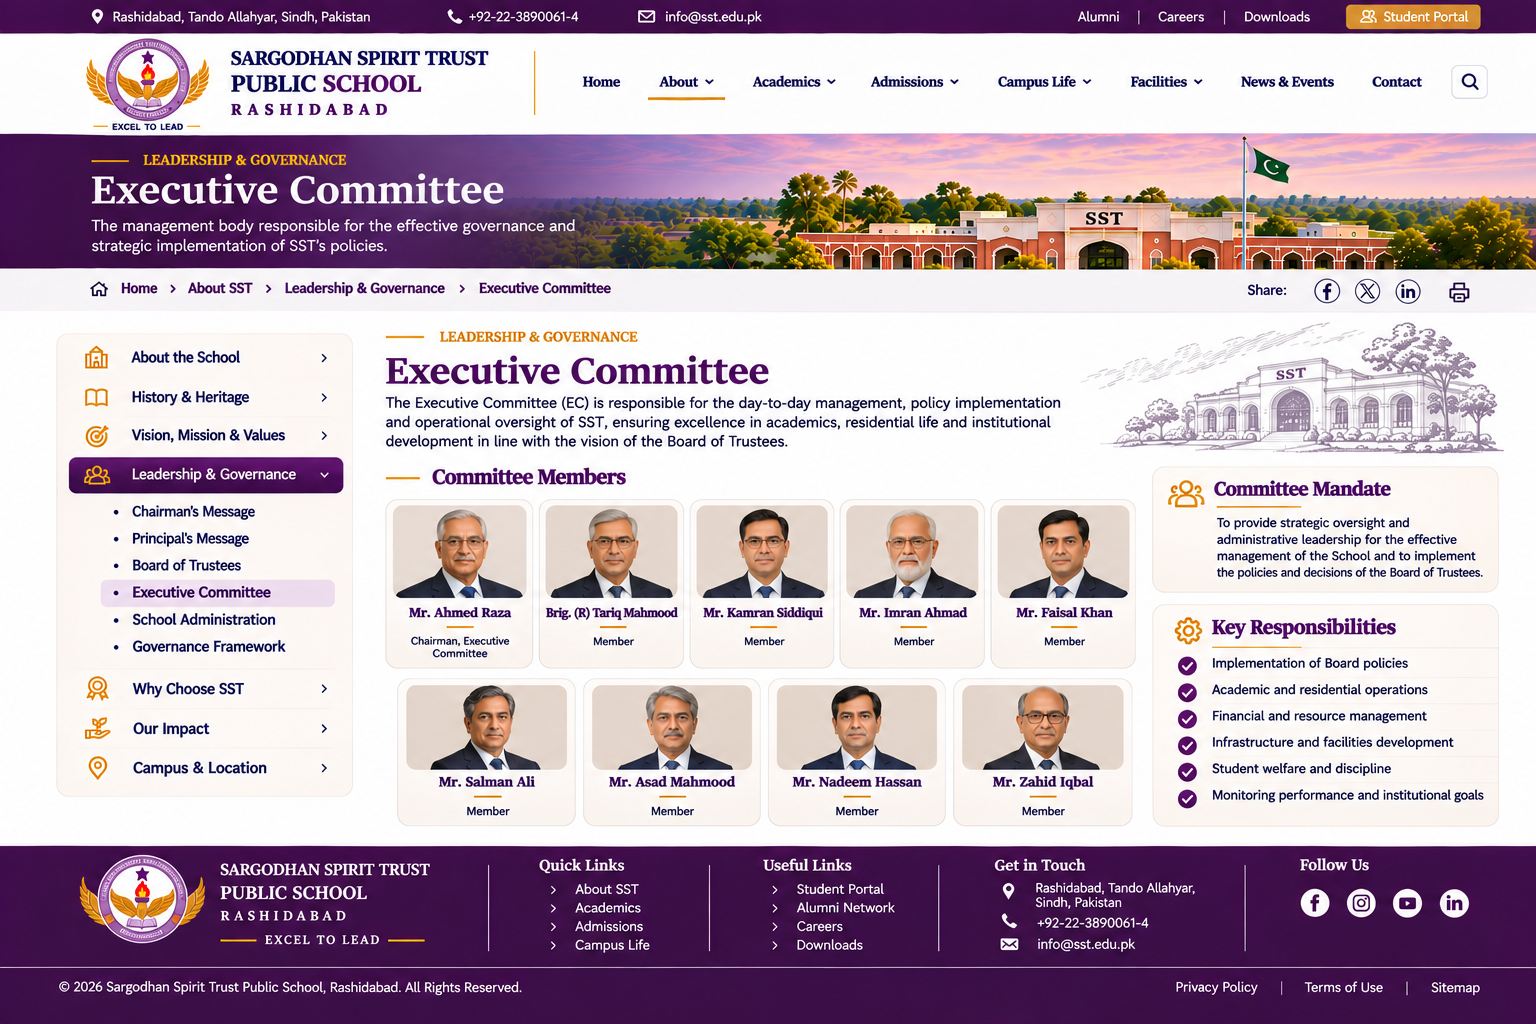 Rashidabad, Tando Allahyar, Sindh, Pakistan
+92-22-3890061-4
info@sst.edu.pk
Alumni
Careers
Downloads
Student Portal
EXCEL TO LEAD
SARGODHAN SPIRIT TRUST
PUBLIC SCHOOL
RASHIDABAD
Home
About
Academics
Admissions
Campus Life
Facilities
News & Events
Contact
LEADERSHIP & GOVERNANCE
Executive Committee
The management body responsible for the effective governance and
strategic implementation of SST's policies.
SST
Home
About SST
Leadership & Governance
Executive Committee
Share:
About the School
History & Heritage
Vision, Mission & Values
Leadership & Governance
Chairman's Message
Principal's Message
Board of Trustees
Executive Committee
School Administration
Governance Framework
Why Choose SST
Our Impact
Campus & Location
LEADERSHIP & GOVERNANCE
Executive Committee
The Executive Committee (EC) is responsible for the day-to-day management, policy implementation
and operational oversight of SST, ensuring excellence in academics, residential life and institutional
development in line with the vision of the Board of Trustees.
SST
Committee Members
Mr. Ahmed Raza
Chairman, Executive
Committee
Brig. (R) Tariq Mahmood
Member
Mr. Kamran Siddiqui
Member
Mr. Imran Ahmad
Member
Mr. Faisal Khan
Member
Mr. Salman Ali
Member
Mr. Asad Mahmood
Member
Mr. Nadeem Hassan
Member
Mr. Zahid Iqbal
Member
Committee Mandate
To provide strategic oversight and
administrative leadership for the effective
management of the School and to implement
the policies and decisions of the Board of Trustees.
Key Responsibilities
Implementation of Board policies
Academic and residential operations
Financial and resource management
Infrastructure and facilities development
Student welfare and discipline
Monitoring performance and institutional goals
SARGODHAN SPIRIT TRUST
PUBLIC SCHOOL
RASHIDABAD
EXCEL TO LEAD
Quick Links
About SST
Academics
Admissions
Campus Life
Useful Links
Student Portal
Alumni Network
Careers
Downloads
Get in Touch
Rashidabad, Tando Allahyar,
Sindh, Pakistan
+92-22-3890061-4
info@sst.edu.pk
Follow Us
© 2026 Sargodhan Spirit Trust Public School, Rashidabad. All Rights Reserved.
Privacy Policy
Terms of Use
Sitemap